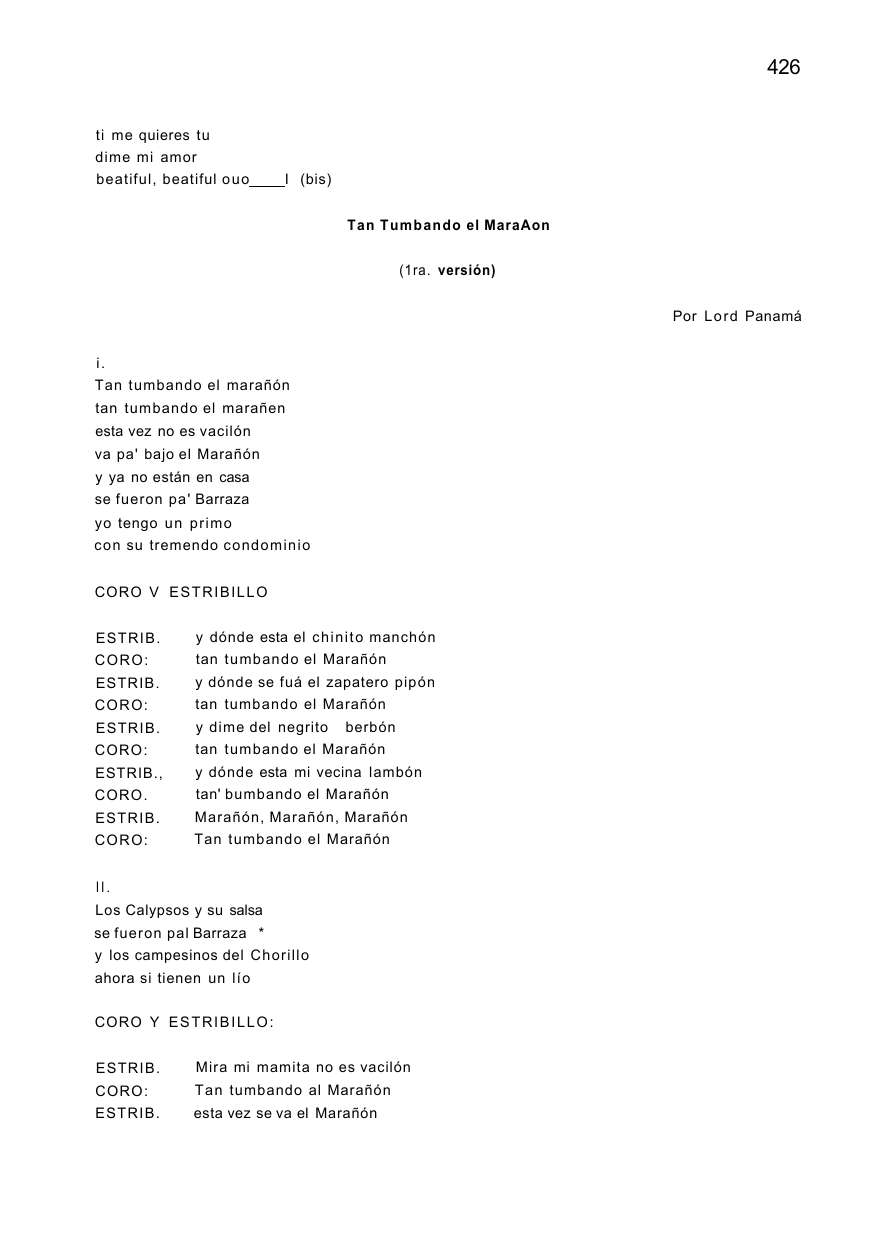 426
ti me quieres tu
dime mi amor
beatiful, beatiful ouo____l (bis)
Tan Tumbando el MaraAon
(1ra. versión)
Por Lord Panamá
i.
Tan tumbando el marañón
tan tumbando el marañen
esta vez no es vacilón
va pa' bajo el Marañón
y ya no están en casa
se fueron pa' Barraza
yo tengo un primo
con su tremendo condominio
CORO V ESTRIBILLO
ESTRIB. y dónde esta el chinito manchón
CORO: tan tumbando el Marañón
ESTRIB. y dónde se fuá el zapatero pipón
CORO: tan tumbando el Marañón
ESTRIB. y dime del negrito berbón
CORO: tan tumbando el Marañón
ESTRIB., y dónde esta mi vecina lambón
CORO. tan' bumbando el Marañón
ESTRIB. Marañón, Marañón, Marañón
CORO: Tan tumbando el Marañón
II.
Los Calypsos y su salsa
se fueron pal Barraza *
y los campesinos del Chorillo
ahora si tienen un lío
CORO Y ESTRIBILLO:
ESTRIB. Mira mi mamita no es vacilón
CORO: Tan tumbando al Marañón
ESTRIB. esta vez se va el Marañón